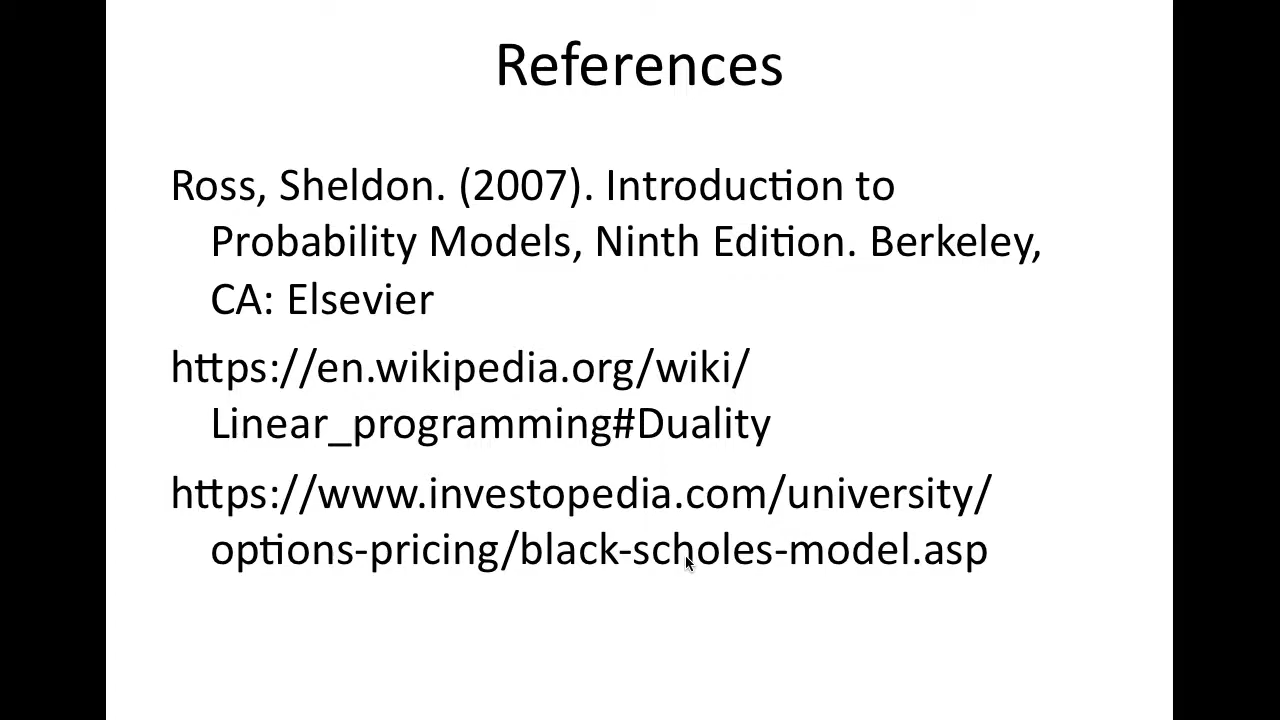 References
Ross, Sheldon. (2007). Introduction to
Probability Models, Ninth Edition. Berkeley,
CA: Elsevier
https://en.wikipedia.org/wiki/
Linear_programming#Duality
https://www.investopedia.com/university/
options-pricing/black-scholes-model.asp